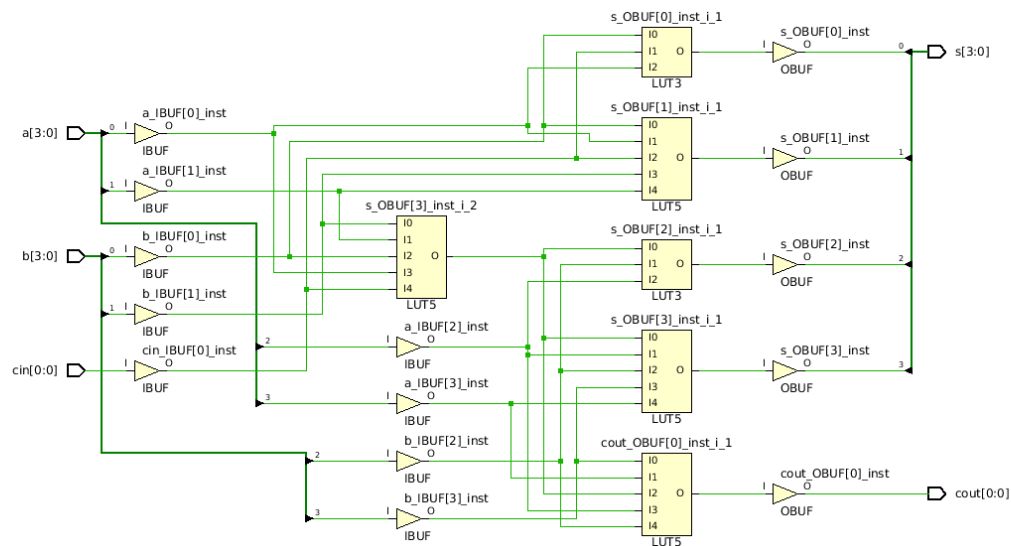 s_OBUF[0]_inst_i_1
I0
I1 O
I2
LUT3
s_OBUF[0]_inst
I O
OBUF
0
s[3:0]
a[3:0]
0
a_IBUF[0]_inst
I O
IBUF
1
a_IBUF[1]_inst
I O
IBUF
s_OBUF[1]_inst_i_1
I0
I1
I2 O
I3
I4
LUT5
s_OBUF[1]_inst
I O
OBUF
1
s_OBUF[3]_inst_i_2
I0
I1
I2 O
I3
I4
LUT5
b[3:0]
0
b_IBUF[0]_inst
I O
IBUF
1
b_IBUF[1]_inst
I O
IBUF
s_OBUF[2]_inst_i_1
I0
I1 O
I2
LUT3
s_OBUF[2]_inst
I O
OBUF
2
cin[0:0]
cin_IBUF[0]_inst
I O
IBUF
2
a_IBUF[2]_inst
I O
IBUF
3
a_IBUF[3]_inst
I O
IBUF
s_OBUF[3]_inst_i_1
I0
I1
I2 O
I3
I4
LUT5
s_OBUF[3]_inst
I O
OBUF
3
2
b_IBUF[2]_inst
I O
IBUF
3
b_IBUF[3]_inst
I O
IBUF
cout_OBUF[0]_inst_i_1
I0
I1
I2 O
I3
I4
LUT5
cout_OBUF[0]_inst
I O
OBUF
cout[0:0]